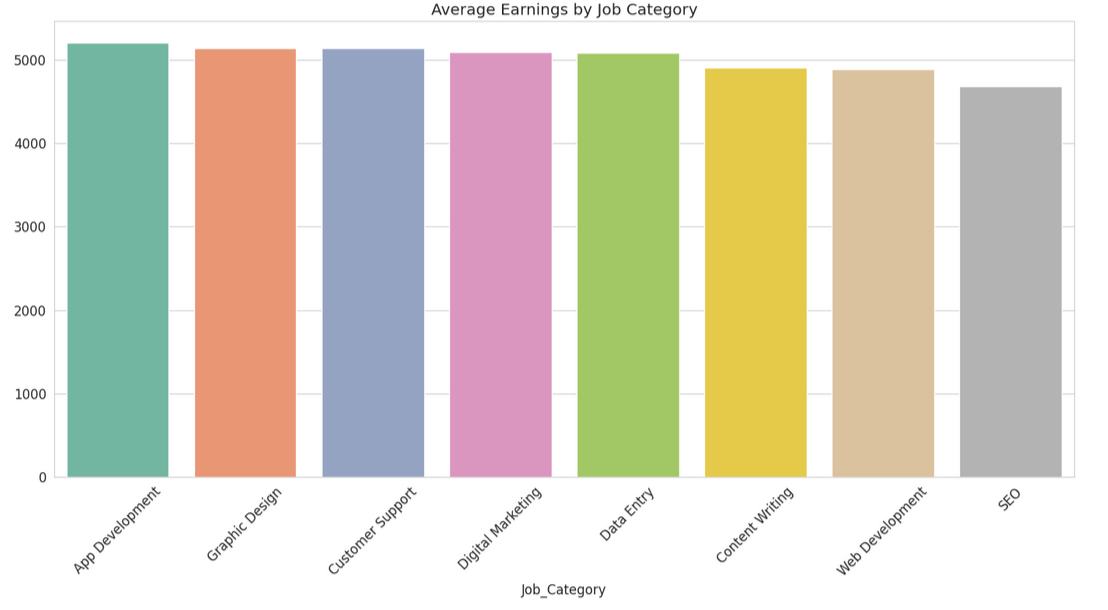 Average Earnings by Job Category
5000
4000
3000
2000
1000
0
App Development
Graphic Design
Customer Support
Digital Marketing
Data Entry
Content Writing
Web Development
SEO
Job_Category